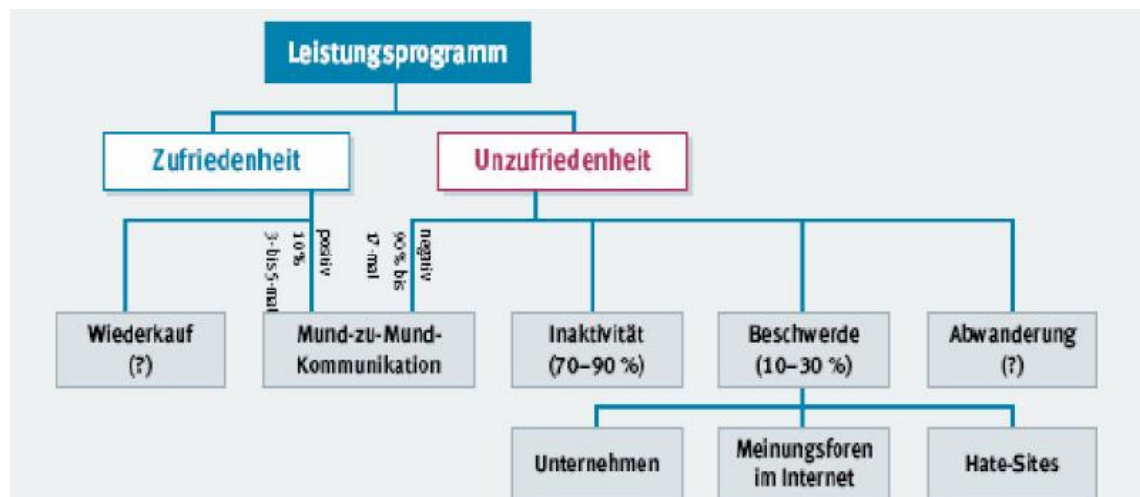 Leistungsprogramm
Zufriedenheit
Unzufriedenheit
positiv
10%
3-bis 5-mal
negativ
90% bis
17-mal
Wiederkauf
(?)
Mund-zu-Mund-
Kommunikation
Inaktivität
(70–90 %)
Beschwerde
(10–30 %)
Abwanderung
(?)
Unternehmen
Meinungsforen
im Internet
Hate-Sites